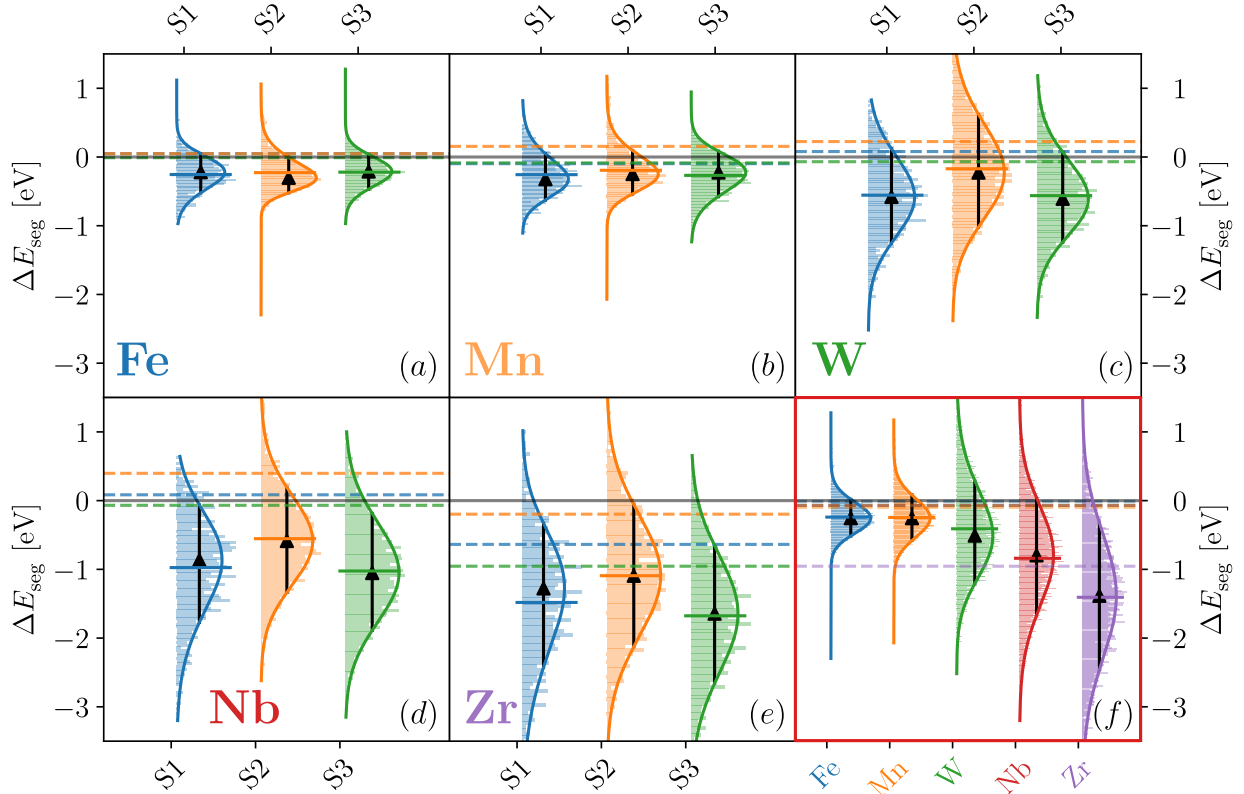 S1 S2 S3 S1 S2 S3 S1 S2 S3
1
0
−1
−2
−3
ΔE_seg [eV]
Fe (a)
Mn (b)
W (c)
1
0
−1
−2
−3
ΔE_seg [eV]
1
0
−1
−2
−3
ΔE_seg [eV]
Nb (d)
Zr (e)
(f)
1
0
−1
−2
−3
ΔE_seg [eV]
S1 S2 S3 S1 S2 S3 Fe Mn W Nb Zr